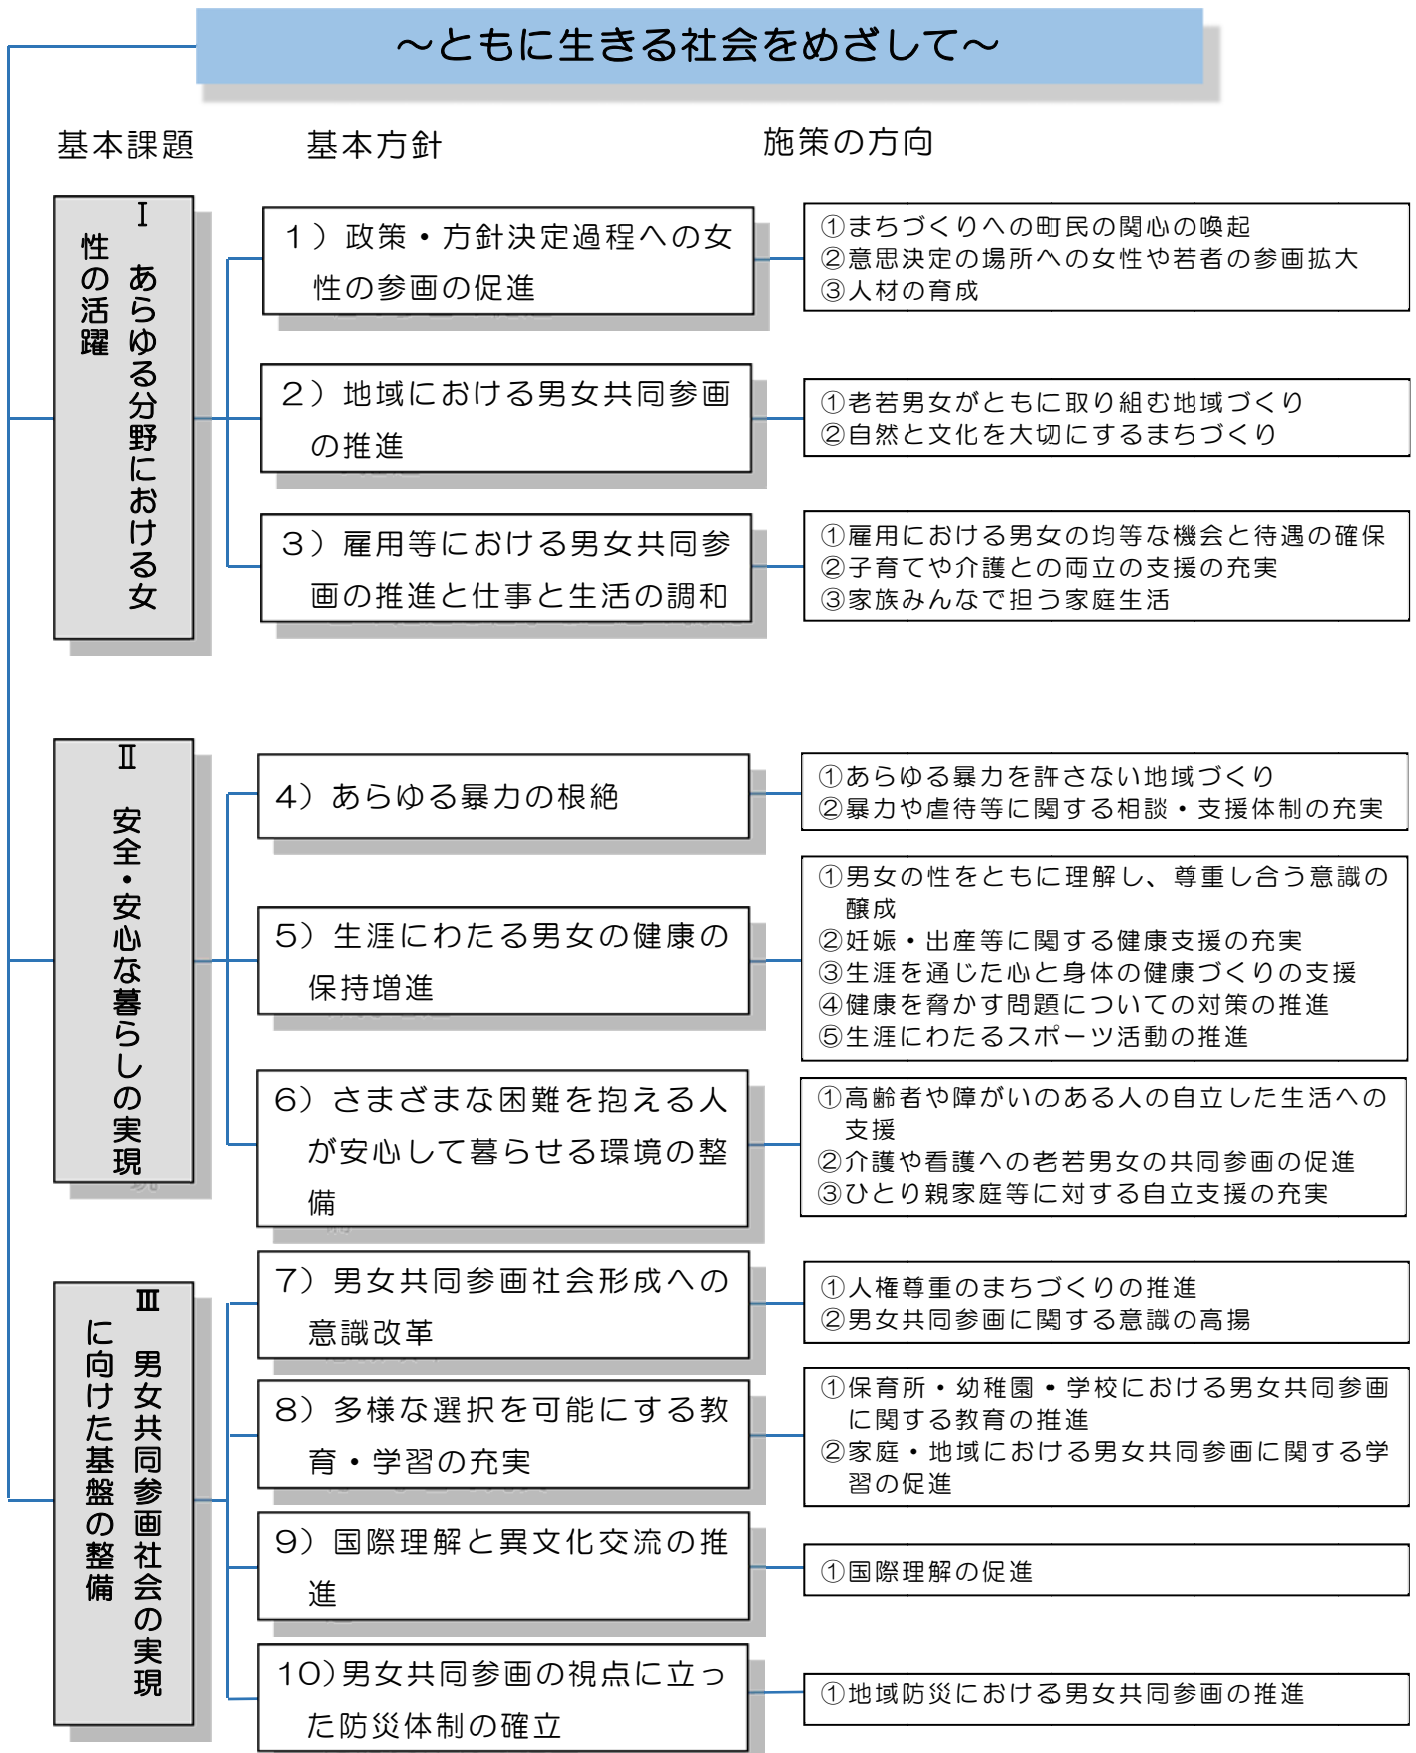 ～ともに生きる社会をめざして～
基本課題
基本方針
施策の方向
Ⅰ　あらゆる分野における女
性の活躍
１）政策・方針決定過程への女
性の参画の促進
①まちづくりへの町民の関心の喚起
②意思決定の場所への女性や若者の参画拡大
③人材の育成
２）地域における男女共同参画
の推進
①老若男女がともに取り組む地域づくり
②自然と文化を大切にするまちづくり
３）雇用等における男女共同参
画の推進と仕事と生活の調和
①雇用における男女の均等な機会と待遇の確保
②子育てや介護との両立の支援の充実
③家族みんなで担う家庭生活
Ⅱ　安全・安心な暮らしの実現
４）あらゆる暴力の根絶
①あらゆる暴力を許さない地域づくり
②暴力や虐待等に関する相談・支援体制の充実
５）生涯にわたる男女の健康の
保持増進
①男女の性をともに理解し、尊重し合う意識の
醸成
②妊娠・出産等に関する健康支援の充実
③生涯を通じた心と身体の健康づくりの支援
④健康を脅かす問題についての対策の推進
⑤生涯にわたるスポーツ活動の推進
６）さまざまな困難を抱える人
が安心して暮らせる環境の整
備
①高齢者や障がいのある人の自立した生活への
支援
②介護や看護への老若男女の共同参画の促進
③ひとり親家庭等に対する自立支援の充実
Ⅲ　男女共同参画社会の実現
に向けた基盤の整備
７）男女共同参画社会形成への
意識改革
①人権尊重のまちづくりの推進
②男女共同参画に関する意識の高揚
８）多様な選択を可能にする教
育・学習の充実
①保育所・幼稚園・学校における男女共同参画
に関する教育の推進
②家庭・地域における男女共同参画に関する学
習の促進
９）国際理解と異文化交流の推
進
①国際理解の促進
10）男女共同参画の視点に立っ
た防災体制の確立
①地域防災における男女共同参画の推進